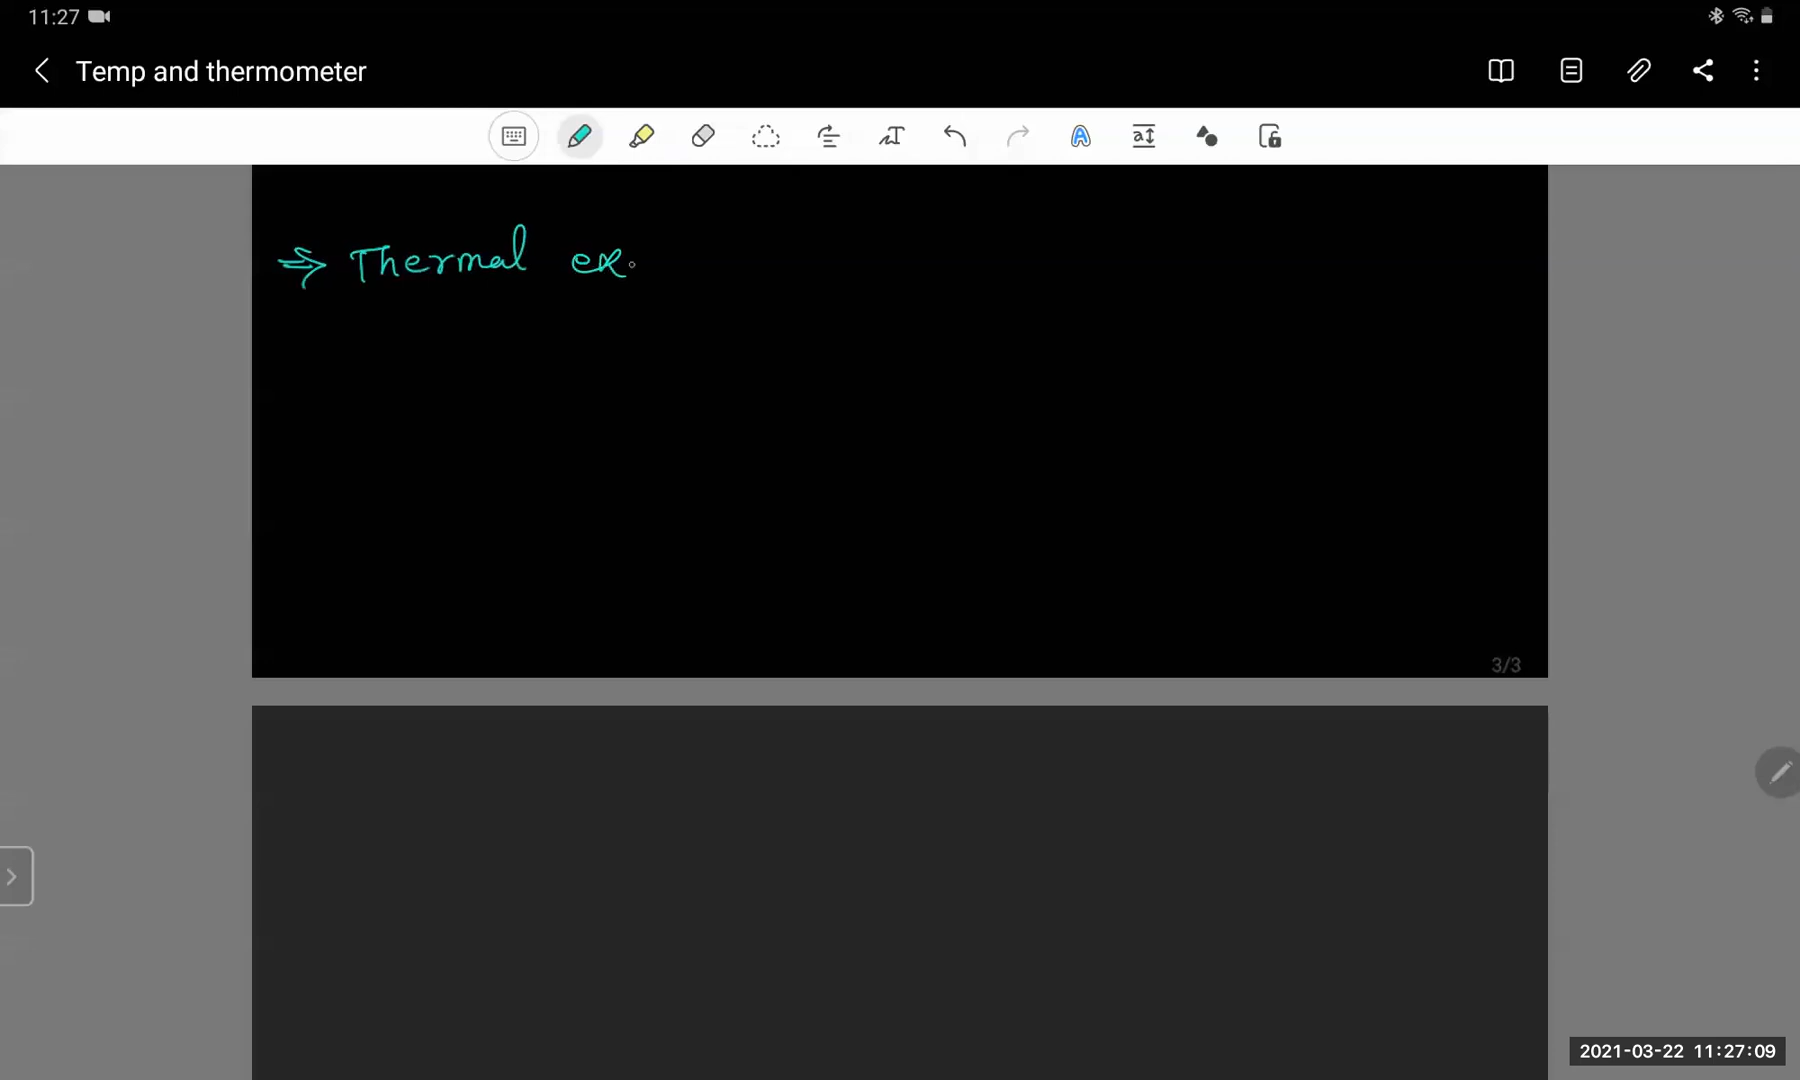 11:27
Temp and thermometer
⇒ Thermal ex
3/3
2021-03-22 11:27:09